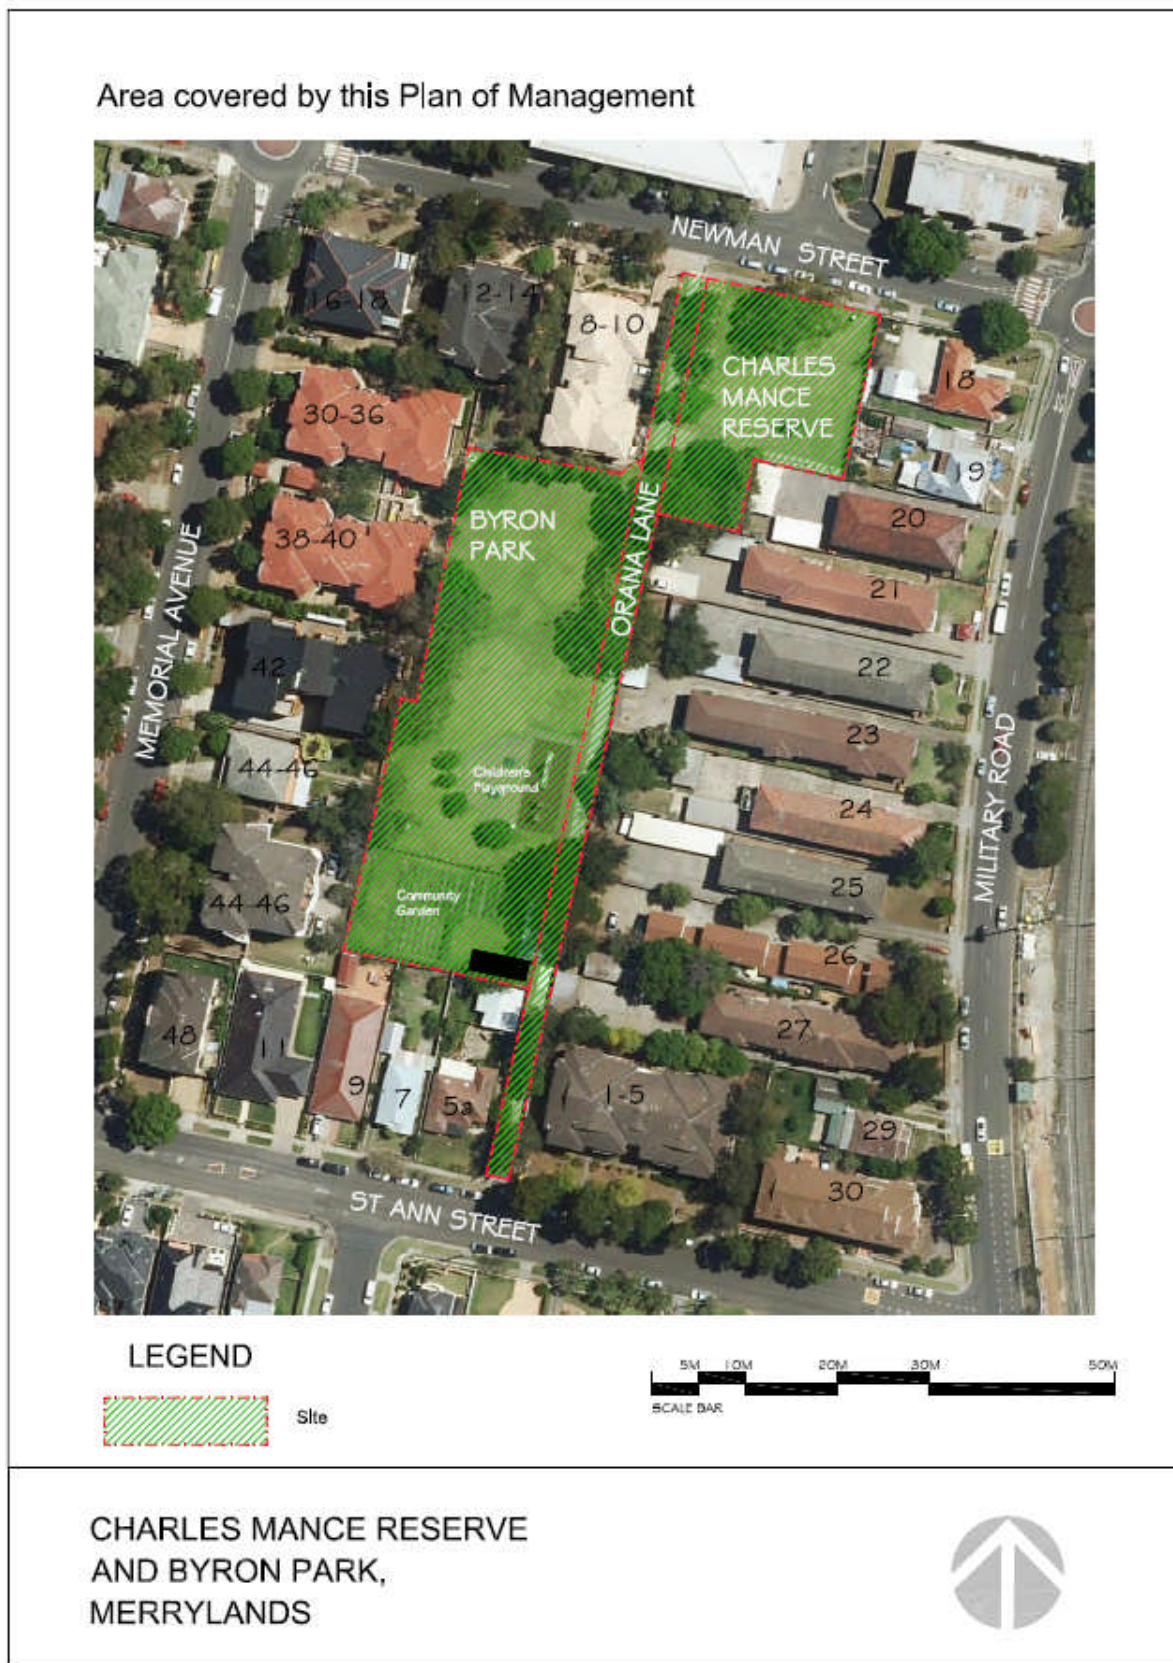 Area covered by this Plan of Management
NEWMAN STREET
16-18
12-14
8-10
CHARLES
MANCE
RESERVE
18
30-36
9
BYRON
PARK
20
38-40
ORANA LANE
21
MEMORIAL AVENUE
42
22
23
44-46
Children's
Playground
MILITARY ROAD
24
25
44-46
Community
Garden
26
27
48
11
9
7
5a
1-5
29
30
ST ANN STREET
LEGEND
Site
5M 10M 20M 30M 50M
SCALE BAR
CHARLES MANCE RESERVE
AND BYRON PARK,
MERRYLANDS